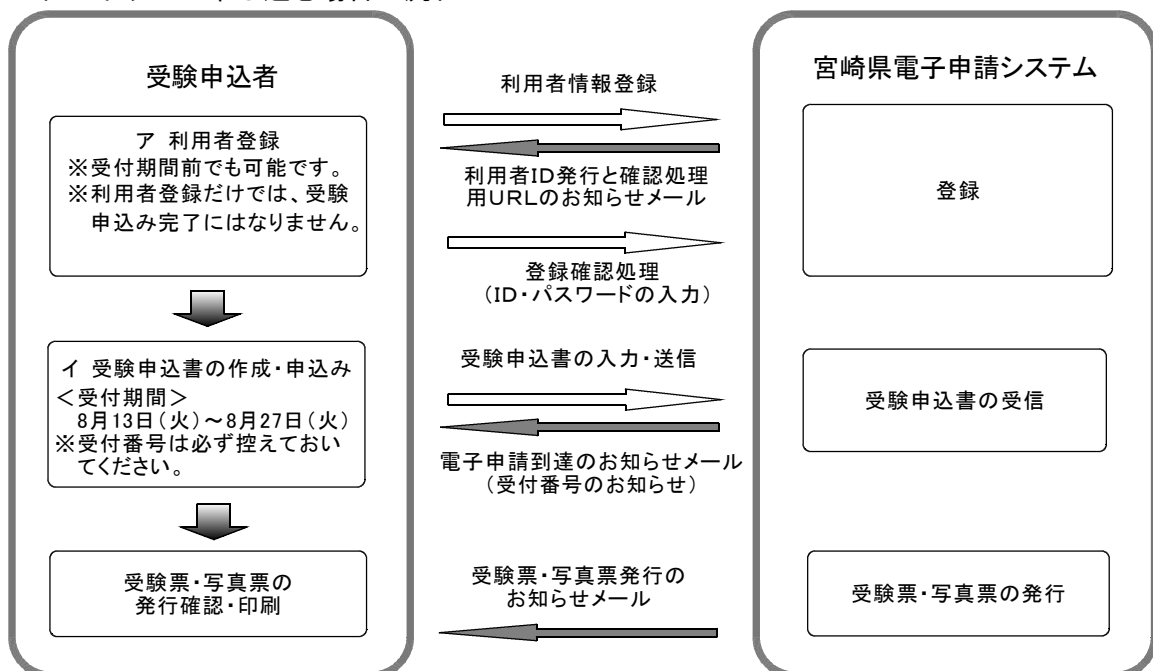 受験申込者
ア 利用者登録
※受付期間前でも可能です。
※利用者登録だけでは、受験
申込み完了にはなりません。
イ 受験申込書の作成・申込み
＜受付期間＞
8月13日（火）～8月27日（火）
※受付番号は必ず控えておい
てください。
受験票・写真票の
発行確認・印刷
利用者情報登録
利用者ID発行と確認処理
用URLのお知らせメール
登録確認処理
（ID・パスワードの入力）
受験申込書の入力・送信
電子申請到達のお知らせメール
（受付番号のお知らせ）
受験票・写真票発行の
お知らせメール
宮崎県電子申請システム
登録
受験申込書の受信
受験票・写真票の発行